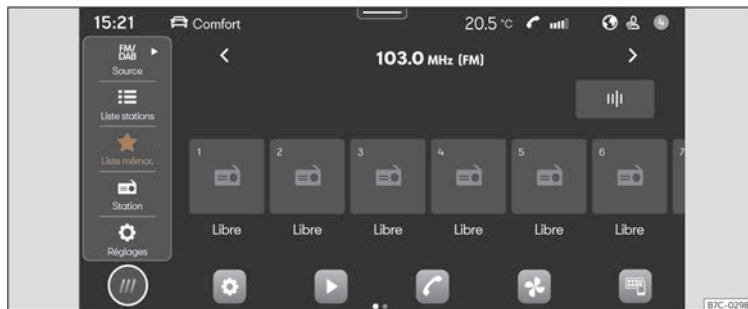 15:21 Comfort 20.5 °C 4
FM/
DAB
Source
103.0 MHz (FM)
Liste stations
Liste mémor.
1 2 3 4 5 6 7
Station
Libre Libre Libre Libre Libre Libre
Réglages
B7C-0298